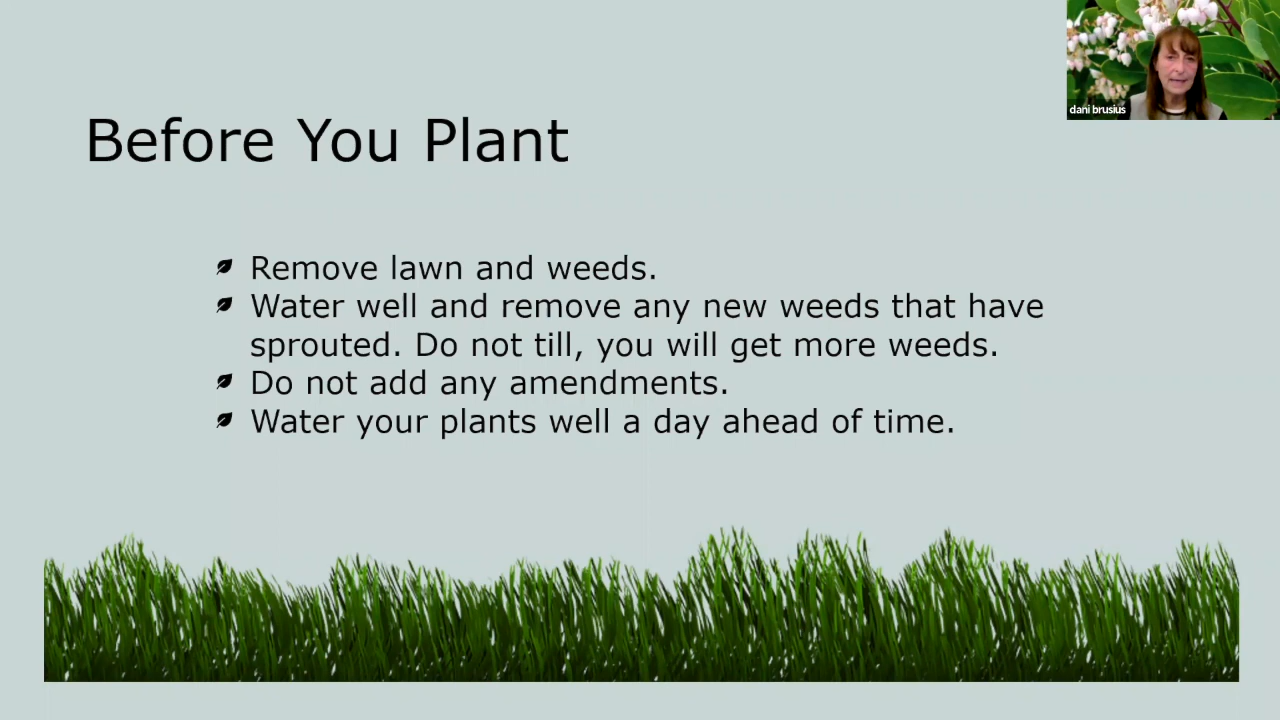 dani brusius
Before You Plant
Remove lawn and weeds.
Water well and remove any new weeds that have
sprouted. Do not till, you will get more weeds.
Do not add any amendments.
Water your plants well a day ahead of time.